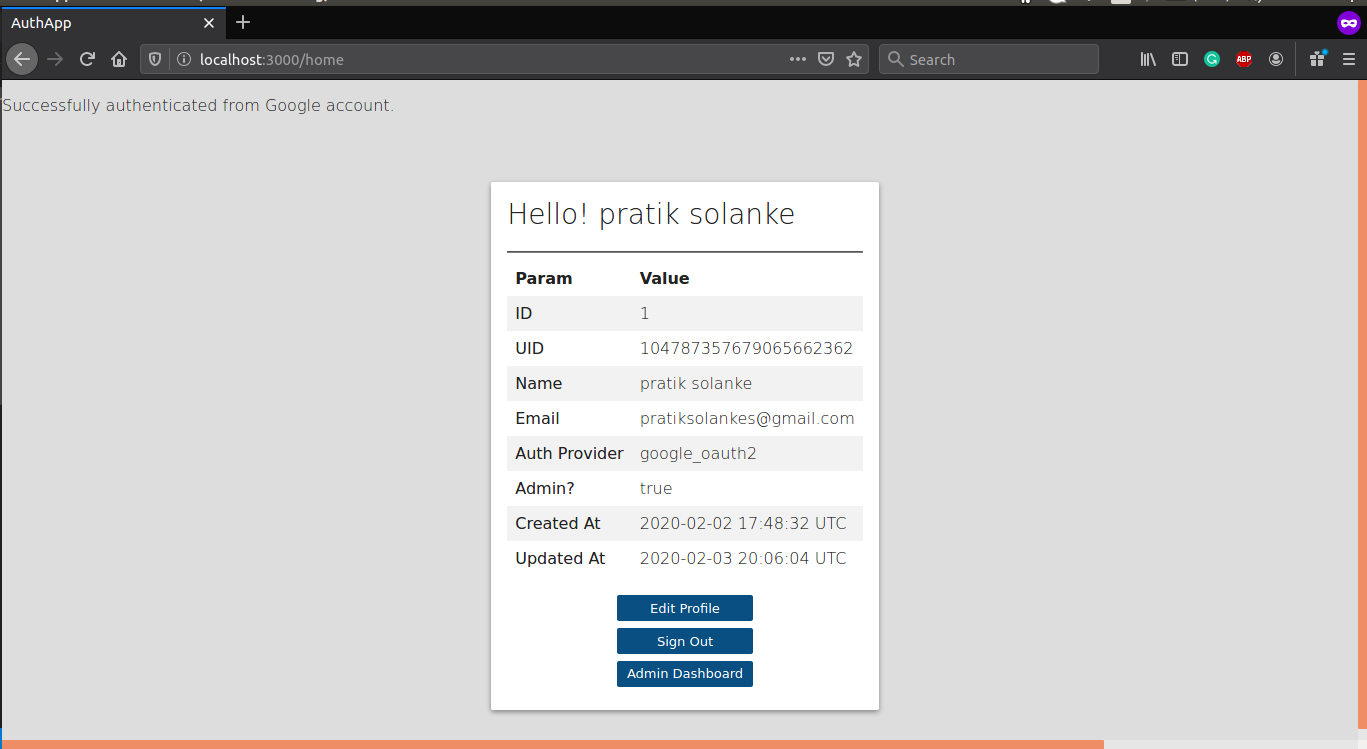 AuthApp
localhost:3000/home
Search
ABP
Successfully authenticated from Google account.
Hello! pratik solanke
Param Value
ID 1
UID 104787357679065662362
Name pratik solanke
Email pratiksolankes@gmail.com
Auth Provider google_oauth2
Admin? true
Created At 2020-02-02 17:48:32 UTC
Updated At 2020-02-03 20:06:04 UTC
Edit Profile
Sign Out
Admin Dashboard